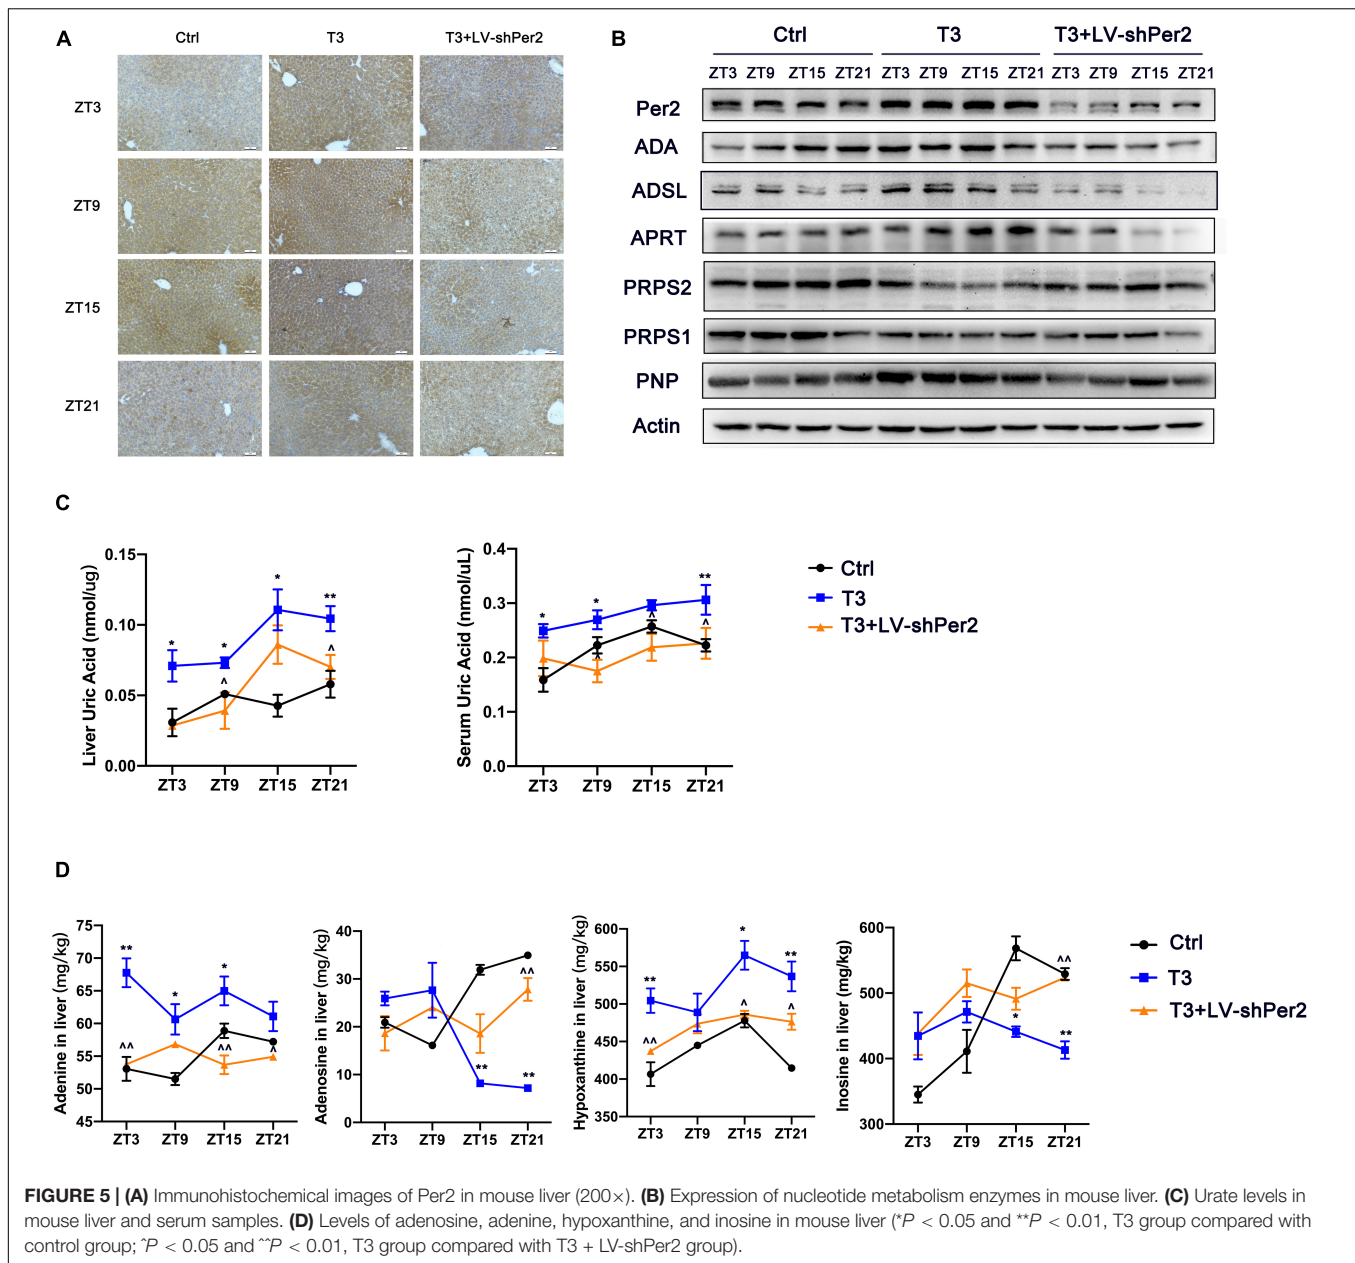 A
Ctrl T3 T3+LV-shPer2
ZT3
ZT9
ZT15
ZT21
B
Ctrl T3 T3+LV-shPer2
ZT3 ZT9 ZT15 ZT21 ZT3 ZT9 ZT15 ZT21 ZT3 ZT9 ZT15 ZT21
Per2
ADA
ADSL
APRT
PRPS2
PRPS1
PNP
Actin
C
Liver Uric Acid (nmol/ug)
0.15
0.10
0.05
0.00
* * * **
^ ^
ZT3 ZT9 ZT15 ZT21
Serum Uric Acid (nmol/uL)
0.4
0.3
0.2
0.1
0.0
* * **
^ ^ ^
ZT3 ZT9 ZT15 ZT21
Ctrl
T3
T3+LV-shPer2
D
Adenine in liver (mg/kg)
75
70
65
60
55
50
45
** * *
^^ ^^ ^
ZT3 ZT9 ZT15 ZT21
Adenosine in liver (mg/kg)
40
30
20
10
0
^^
** **
ZT3 ZT9 ZT15 ZT21
Hypoxanthine in liver (mg/kg)
600
550
500
450
400
350
** * **
^^ ^ ^
ZT3 ZT9 ZT15 ZT21
Inosine in liver (mg/kg)
600
500
400
300
^^
* **
ZT3 ZT9 ZT15 ZT21
Ctrl
T3
T3+LV-shPer2
FIGURE 5 | (A) Immunohistochemical images of Per2 in mouse liver (200×). (B) Expression of nucleotide metabolism enzymes in mouse liver. (C) Urate levels in
mouse liver and serum samples. (D) Levels of adenosine, adenine, hypoxanthine, and inosine in mouse liver (*P < 0.05 and **P < 0.01, T3 group compared with
control group; ^P < 0.05 and ^^P < 0.01, T3 group compared with T3 + LV-shPer2 group).